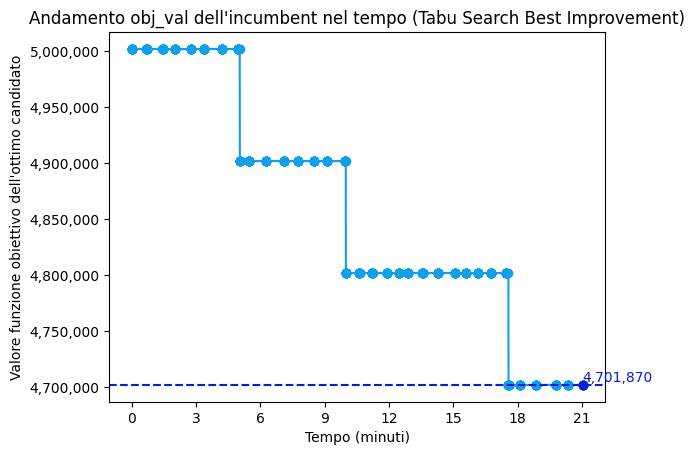 Andamento obj_val dell'incumbent nel tempo (Tabu Search Best Improvement)
Valore funzione obiettivo dell'ottimo candidato
5,000,000
4,950,000
4,900,000
4,850,000
4,800,000
4,750,000
4,700,000
4,701,870
0 3 6 9 12 15 18 21
Tempo (minuti)